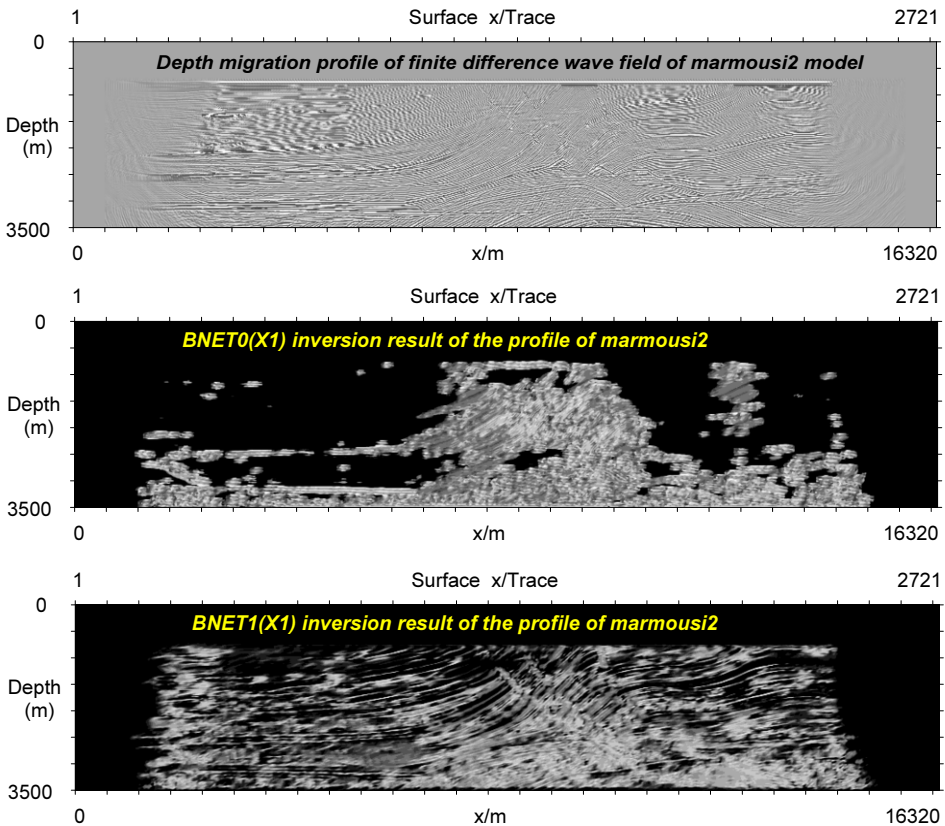 1 Surface x/Trace 2721
0
Depth migration profile of finite difference wave field of marmousi2 model
Depth
(m)
3500
0 x/m 16320
1 Surface x/Trace 2721
0
BNET0(X1) inversion result of the profile of marmousi2
Depth
(m)
3500
0 x/m 16320
1 Surface x/Trace 2721
0
BNET1(X1) inversion result of the profile of marmousi2
Depth
(m)
3500
0 x/m 16320